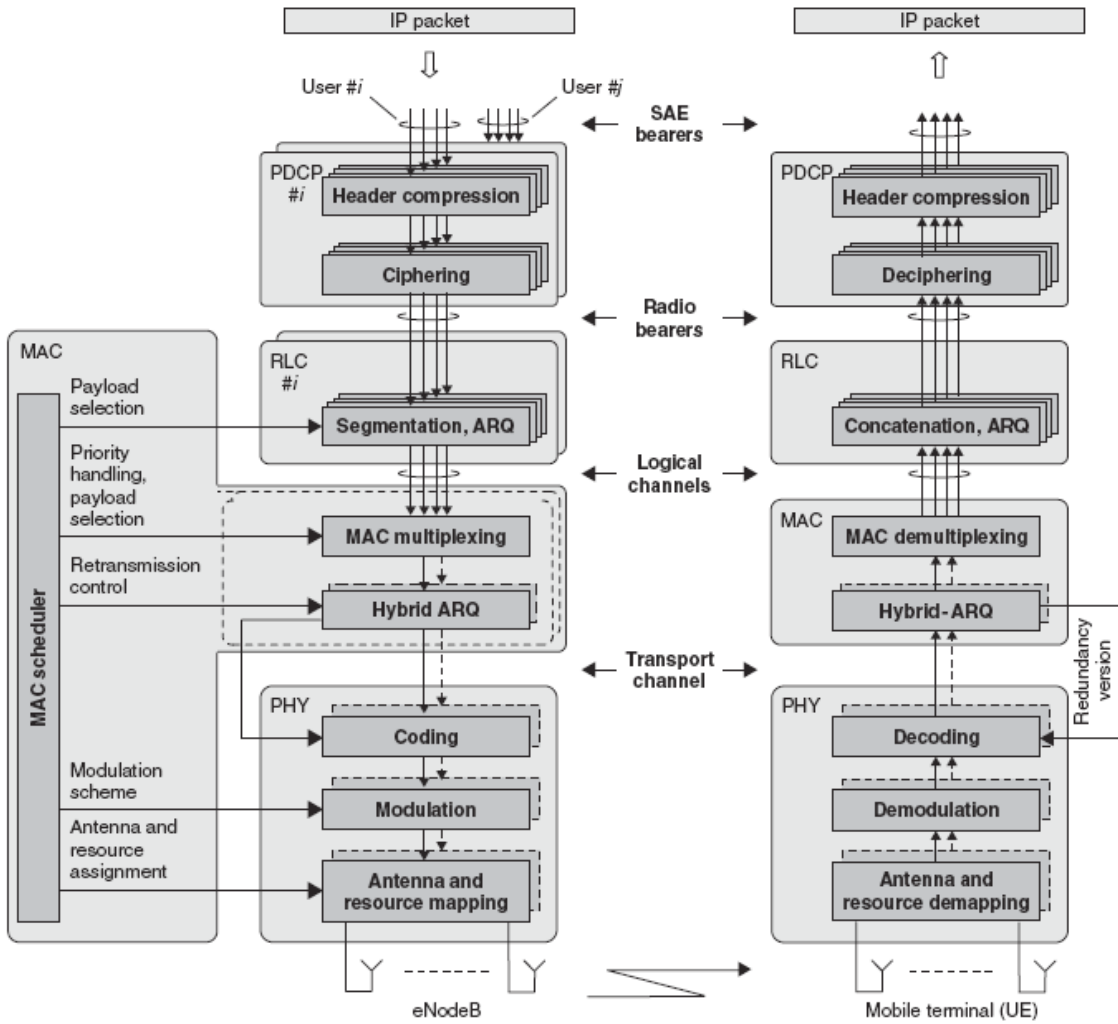 IP packet
IP packet
User #i
User #j
SAE
bearers
PDCP
#i
Header compression
Ciphering
PDCP
Header compression
Deciphering
Radio
bearers
MAC
Payload
selection
Priority
handling,
payload
selection
Retransmission
control
MAC scheduler
Modulation
scheme
Antenna and
resource
assignment
RLC
#i
Segmentation, ARQ
RLC
Concatenation, ARQ
Logical
channels
MAC multiplexing
Hybrid ARQ
MAC
MAC demultiplexing
Hybrid-ARQ
Redundancy
version
Transport
channel
PHY
Coding
Modulation
Antenna and
resource mapping
PHY
Decoding
Demodulation
Antenna and
resource demapping
eNodeB
Mobile terminal (UE)